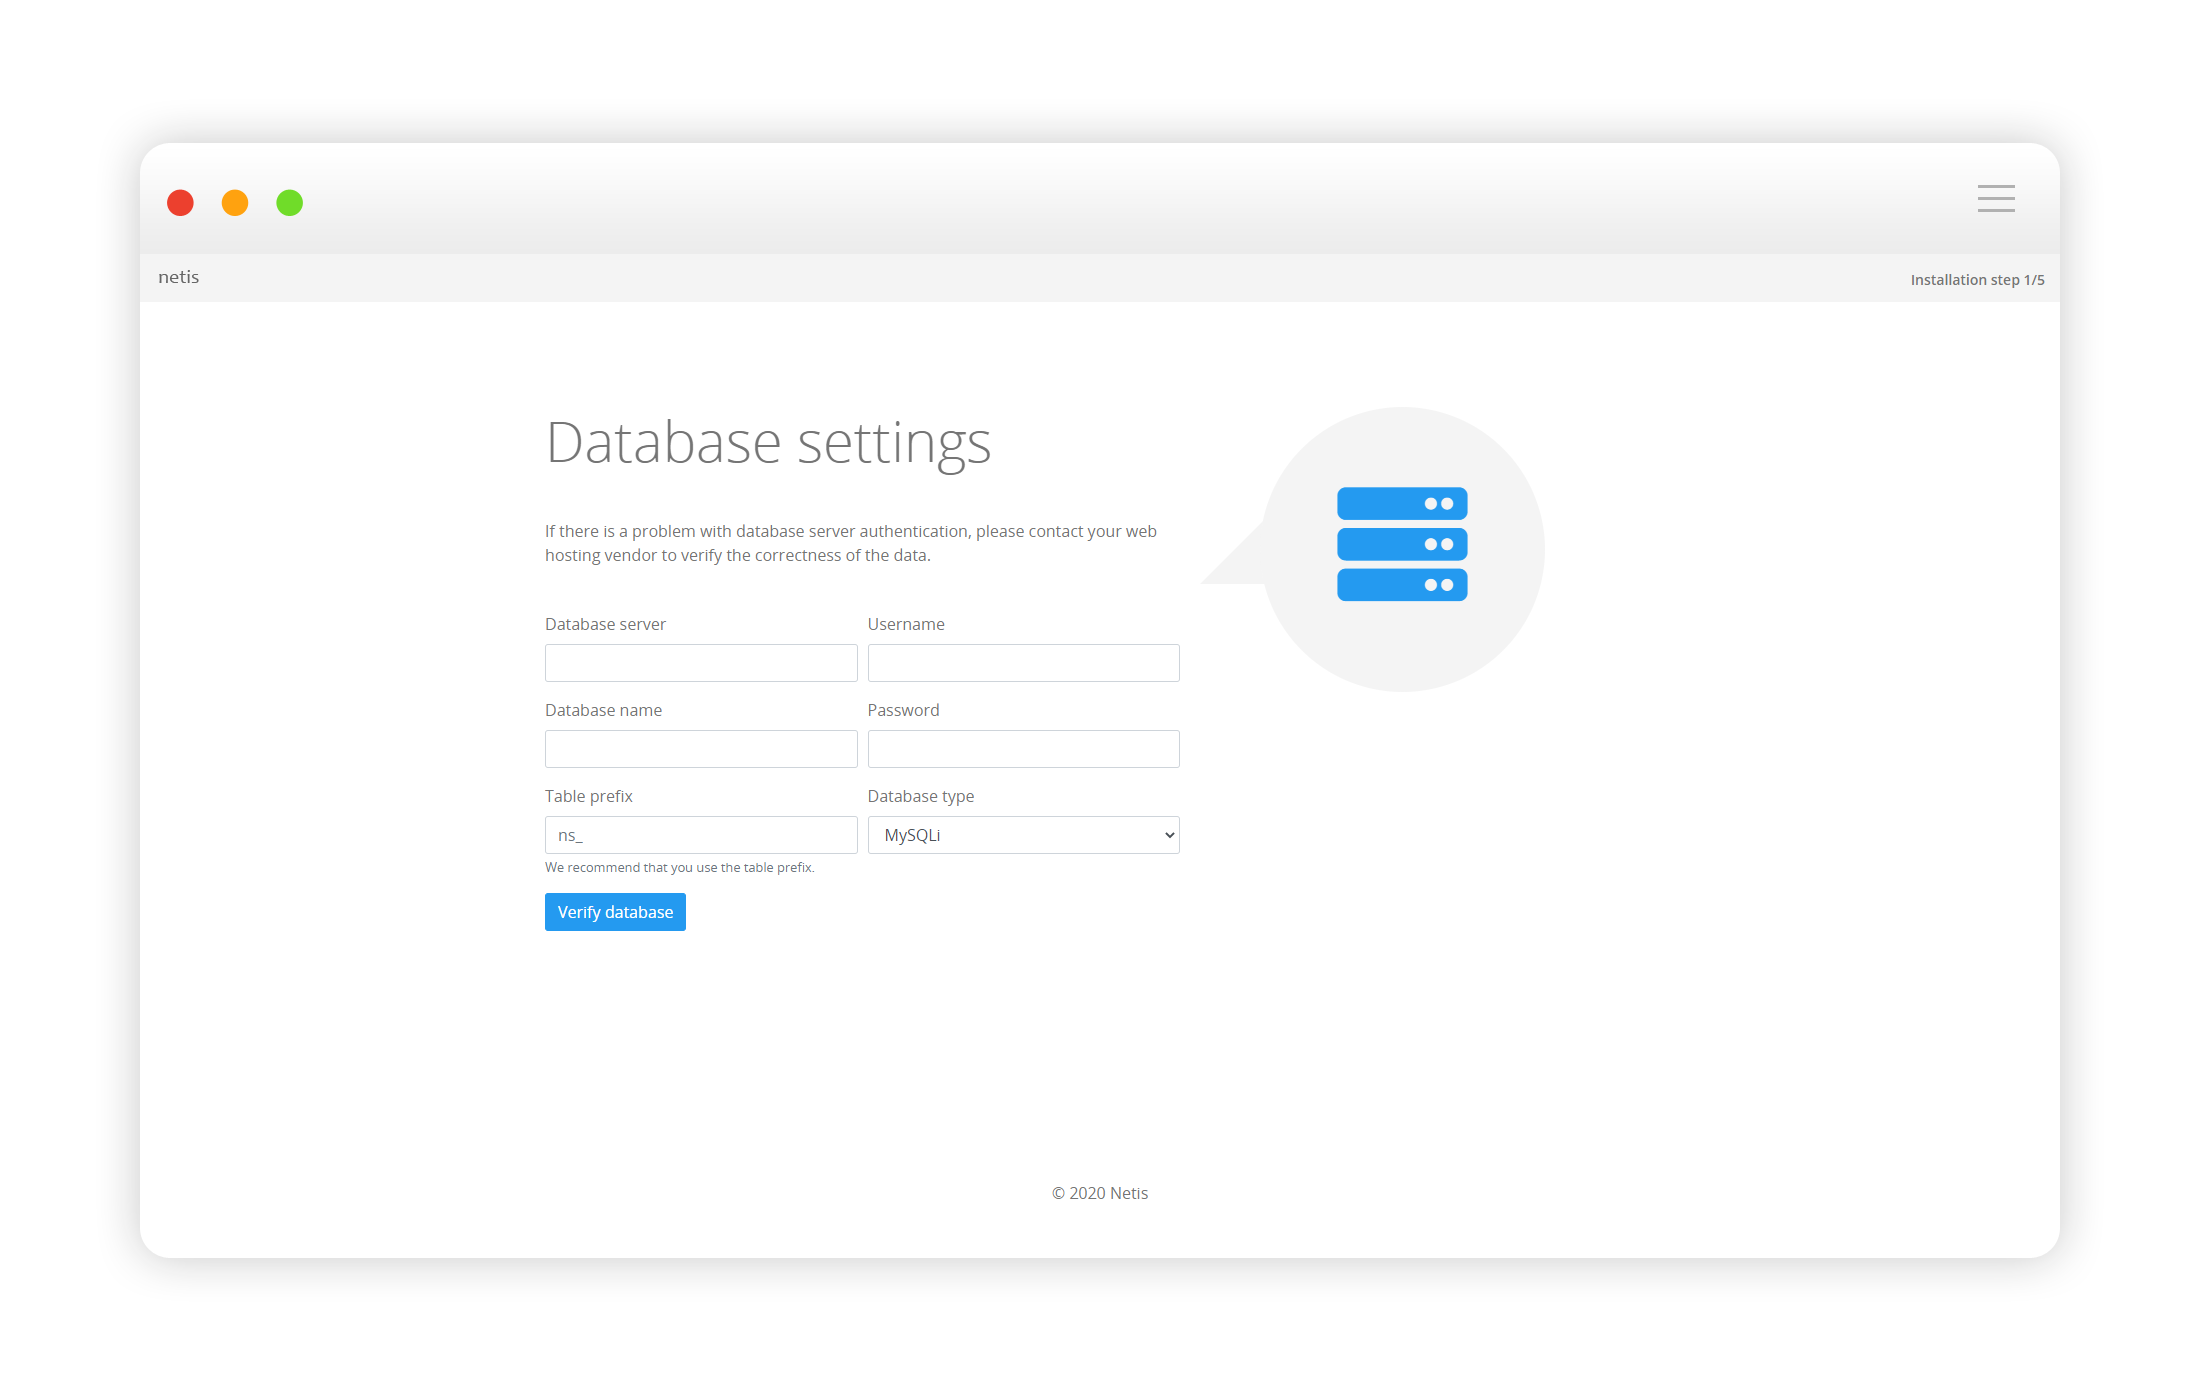 netis
Installation step 1/5
Database settings
If there is a problem with database server authentication, please contact your web
hosting vendor to verify the correctness of the data.
Database server
Username
Database name
Password
Table prefix
Database type
ns_
MySQLi
We recommend that you use the table prefix.
Verify database
© 2020 Netis